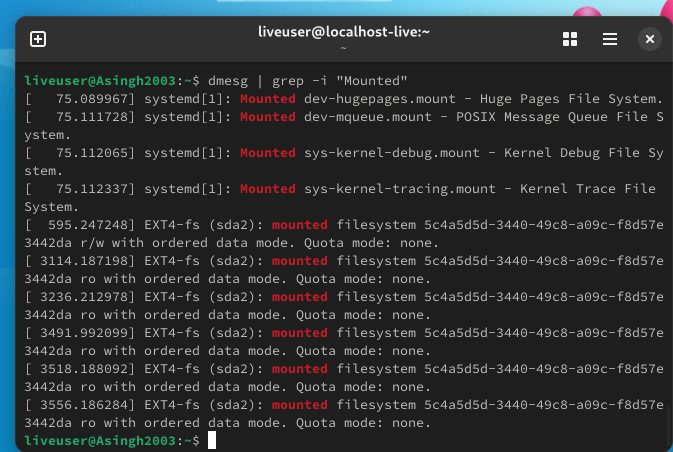 liveuser@localhost-live:~
~
liveuser@Asingh2003:~$ dmesg | grep -i "Mounted"
[   75.089967] systemd[1]: Mounted dev-hugepages.mount - Huge Pages File System.
[   75.111728] systemd[1]: Mounted dev-mqueue.mount - POSIX Message Queue File S
ystem.
[   75.112065] systemd[1]: Mounted sys-kernel-debug.mount - Kernel Debug File Sy
stem.
[   75.112337] systemd[1]: Mounted sys-kernel-tracing.mount - Kernel Trace File
System.
[  595.247248] EXT4-fs (sda2): mounted filesystem 5c4a5d5d-3440-49c8-a09c-f8d57e
3442da r/w with ordered data mode. Quota mode: none.
[ 3114.187198] EXT4-fs (sda2): mounted filesystem 5c4a5d5d-3440-49c8-a09c-f8d57e
3442da ro with ordered data mode. Quota mode: none.
[ 3236.212978] EXT4-fs (sda2): mounted filesystem 5c4a5d5d-3440-49c8-a09c-f8d57e
3442da ro with ordered data mode. Quota mode: none.
[ 3491.992099] EXT4-fs (sda2): mounted filesystem 5c4a5d5d-3440-49c8-a09c-f8d57e
3442da ro with ordered data mode. Quota mode: none.
[ 3518.188092] EXT4-fs (sda2): mounted filesystem 5c4a5d5d-3440-49c8-a09c-f8d57e
3442da ro with ordered data mode. Quota mode: none.
[ 3556.186284] EXT4-fs (sda2): mounted filesystem 5c4a5d5d-3440-49c8-a09c-f8d57e
3442da ro with ordered data mode. Quota mode: none.
liveuser@Asingh2003:~$